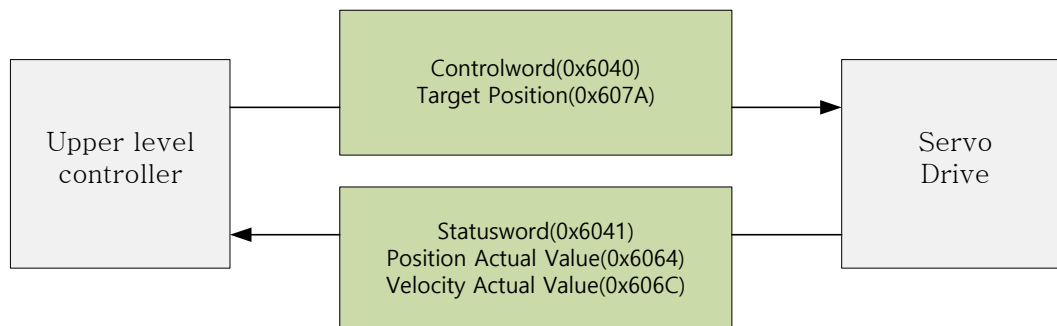 Upper level
controller
Controlword(0x6040)
Target Position(0x607A)
Statusword(0x6041)
Position Actual Value(0x6064)
Velocity Actual Value(0x606C)
Servo
Drive